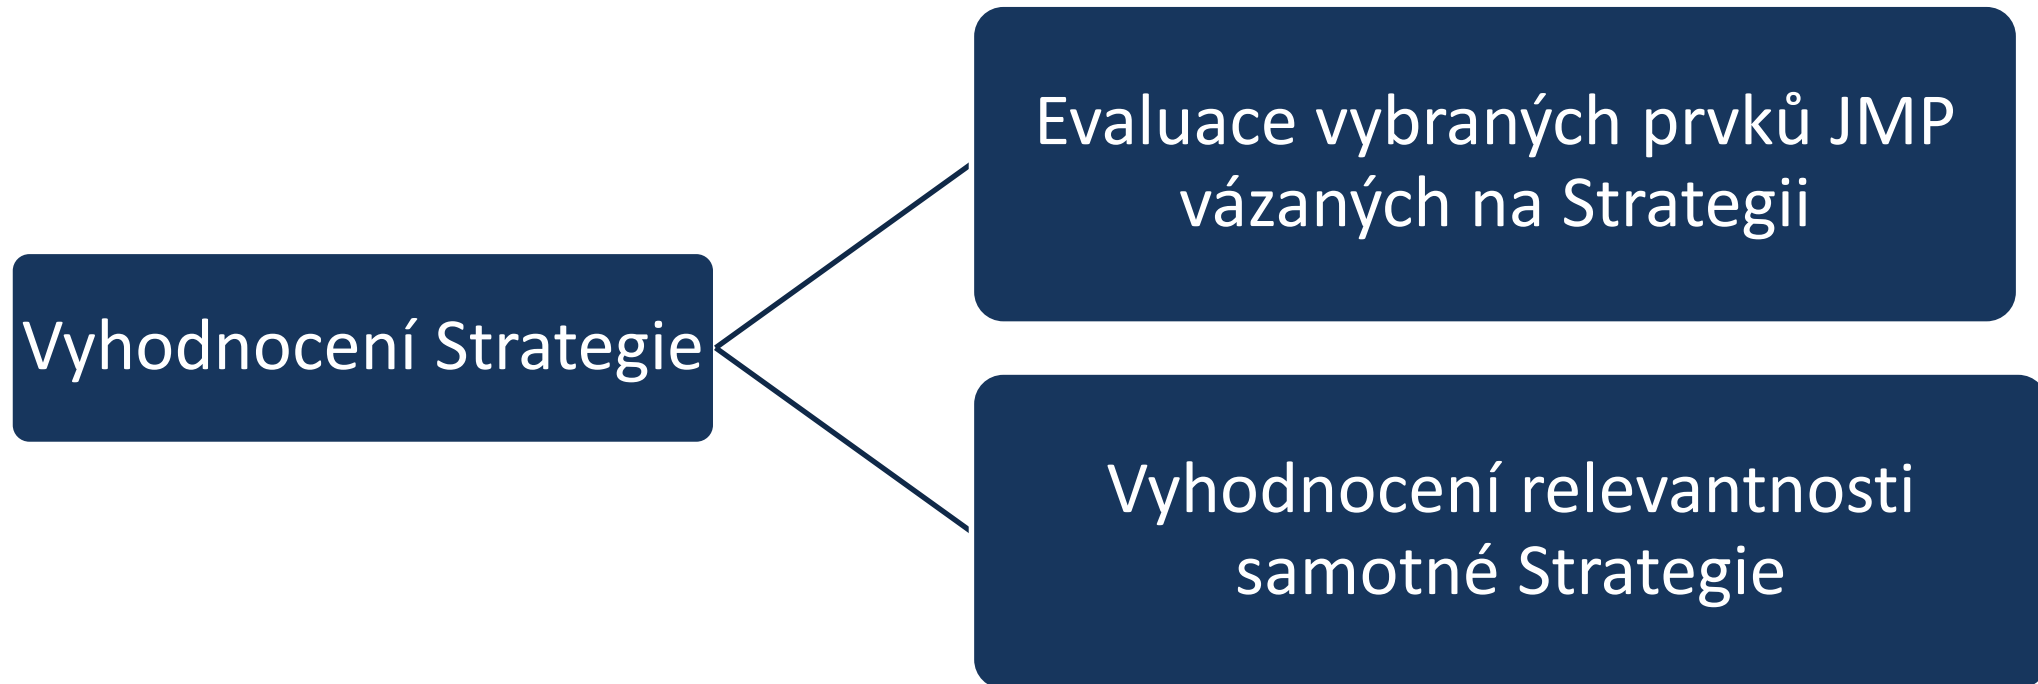 Vyhodnocení Strategie
Evaluace vybraných prvků JMP
vázaných na Strategii
Vyhodnocení relevantnosti
samotné Strategie